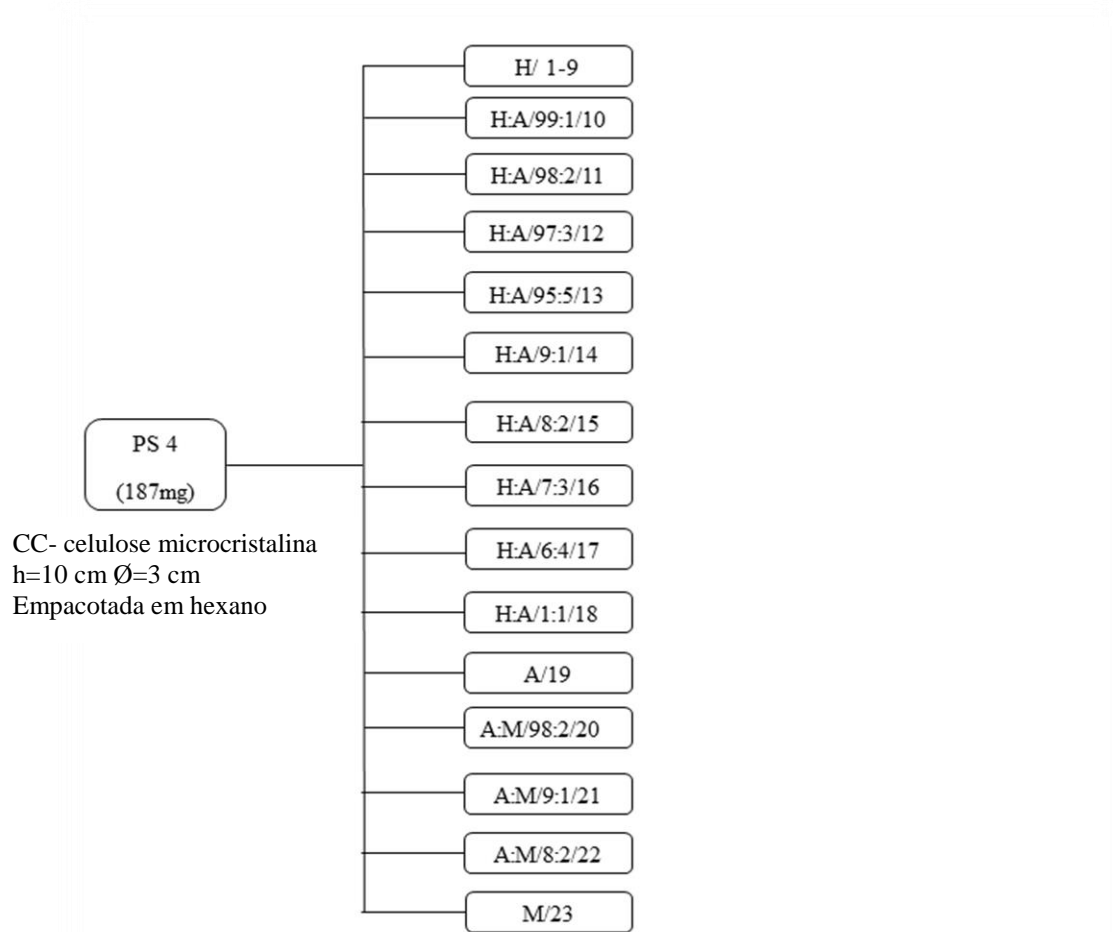 H/ 1-9
H:A/99:1/10
H:A/98:2/11
H:A/97:3/12
H:A/95:5/13
H:A/9:1/14
H:A/8:2/15
PS 4
(187mg)
H:A/7:3/16
CC- celulose microcristalina
h=10 cm Ø=3 cm
Empacotada em hexano
H:A/6:4/17
H:A/1:1/18
A/19
A:M/98:2/20
A:M/9:1/21
A:M/8:2/22
M/23